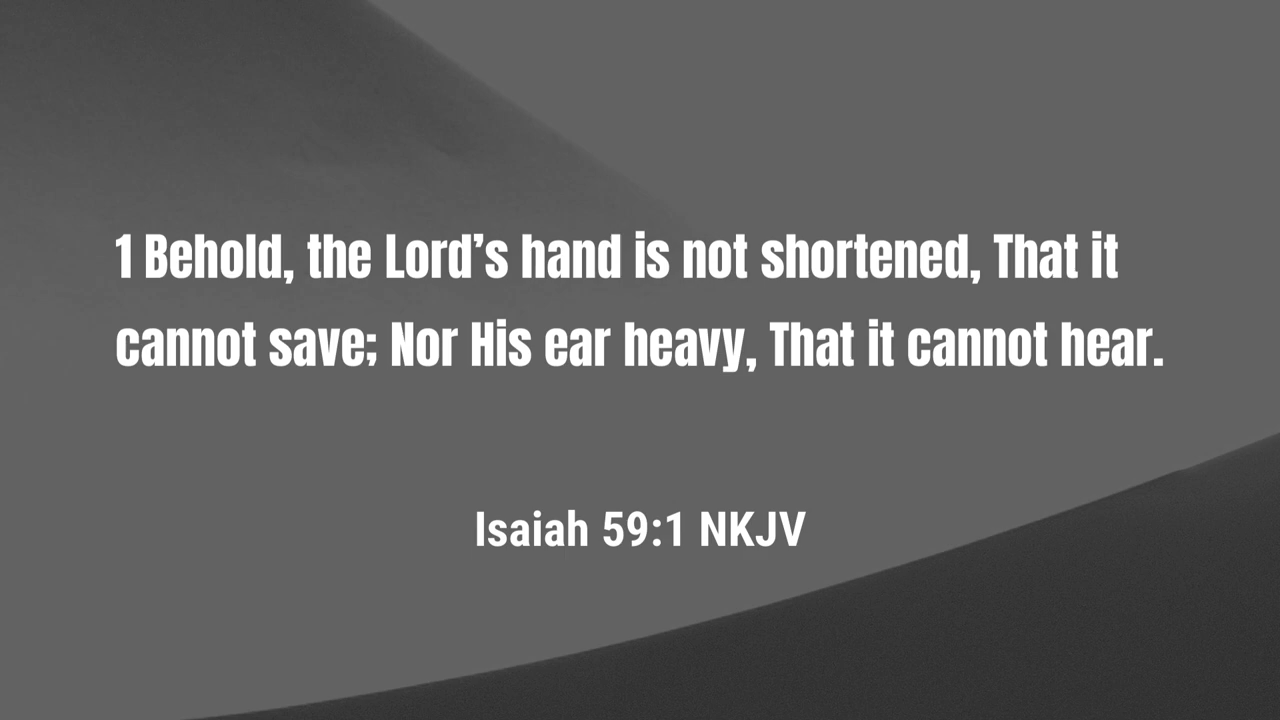 1 Behold, the Lord’s hand is not shortened, That it
cannot save; Nor His ear heavy, That it cannot hear.
Isaiah 59:1 NKJV